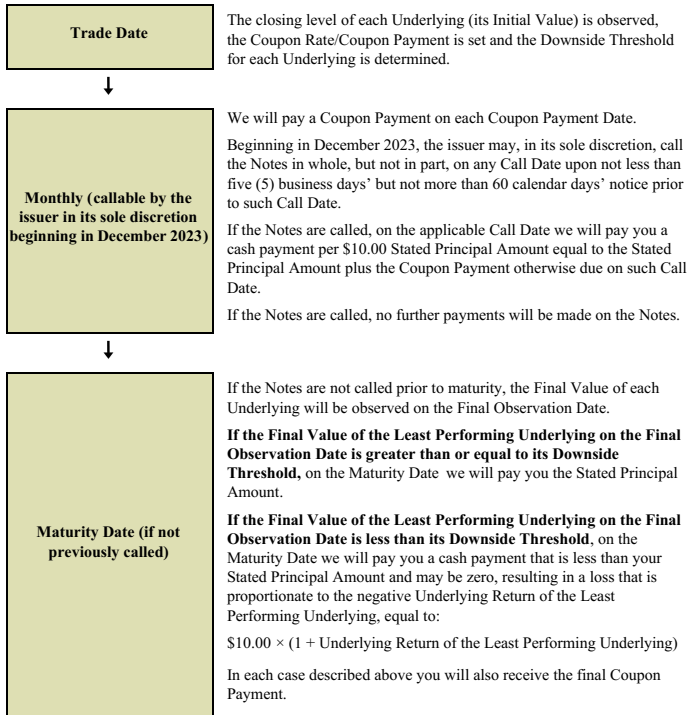 Trade Date
The closing level of each Underlying (its Initial Value) is observed,
the Coupon Rate/Coupon Payment is set and the Downside Threshold
for each Underlying is determined.
Monthly (callable by the
issuer in its sole discretion
beginning in December 2023)
We will pay a Coupon Payment on each Coupon Payment Date.
Beginning in December 2023, the issuer may, in its sole discretion, call
the Notes in whole, but not in part, on any Call Date upon not less than
five (5) business days’ but not more than 60 calendar days’ notice prior
to such Call Date.
If the Notes are called, on the applicable Call Date we will pay you a
cash payment per $10.00 Stated Principal Amount equal to the Stated
Principal Amount plus the Coupon Payment otherwise due on such Call
Date.
If the Notes are called, no further payments will be made on the Notes.
Maturity Date (if not
previously called)
If the Notes are not called prior to maturity, the Final Value of each
Underlying will be observed on the Final Observation Date.
If the Final Value of the Least Performing Underlying on the Final
Observation Date is greater than or equal to its Downside
Threshold, on the Maturity Date we will pay you the Stated Principal
Amount.
If the Final Value of the Least Performing Underlying on the Final
Observation Date is less than its Downside Threshold, on the
Maturity Date we will pay you a cash payment that is less than your
Stated Principal Amount and may be zero, resulting in a loss that is
proportionate to the negative Underlying Return of the Least
Performing Underlying, equal to:
$10.00 × (1 + Underlying Return of the Least Performing Underlying)
In each case described above you will also receive the final Coupon
Payment.